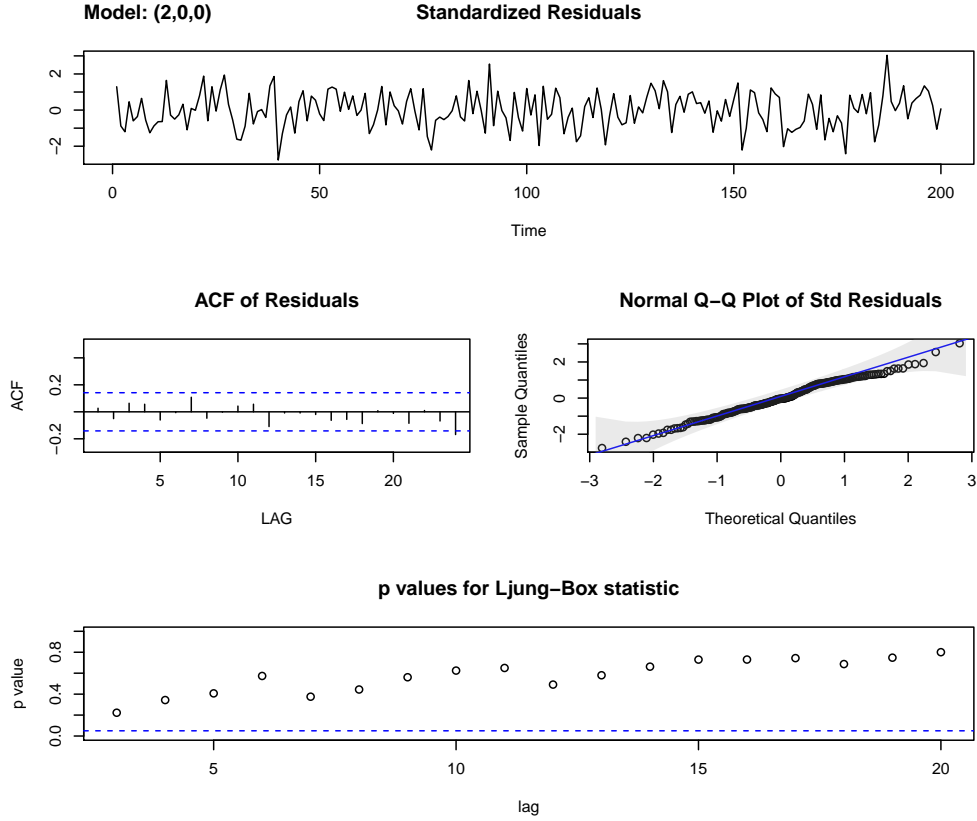 Model: (2,0,0) Standardized Residuals
2
0
−2
0 50 100 150 200
Time
ACF of Residuals
ACF
0.2
−0.2
5 10 15 20
LAG
Normal Q−Q Plot of Std Residuals
Sample Quantiles
2
0
−2
−3 −2 −1 0 1 2 3
Theoretical Quantiles
p values for Ljung−Box statistic
p value
0.8
0.4
0.0
5 10 15 20
lag